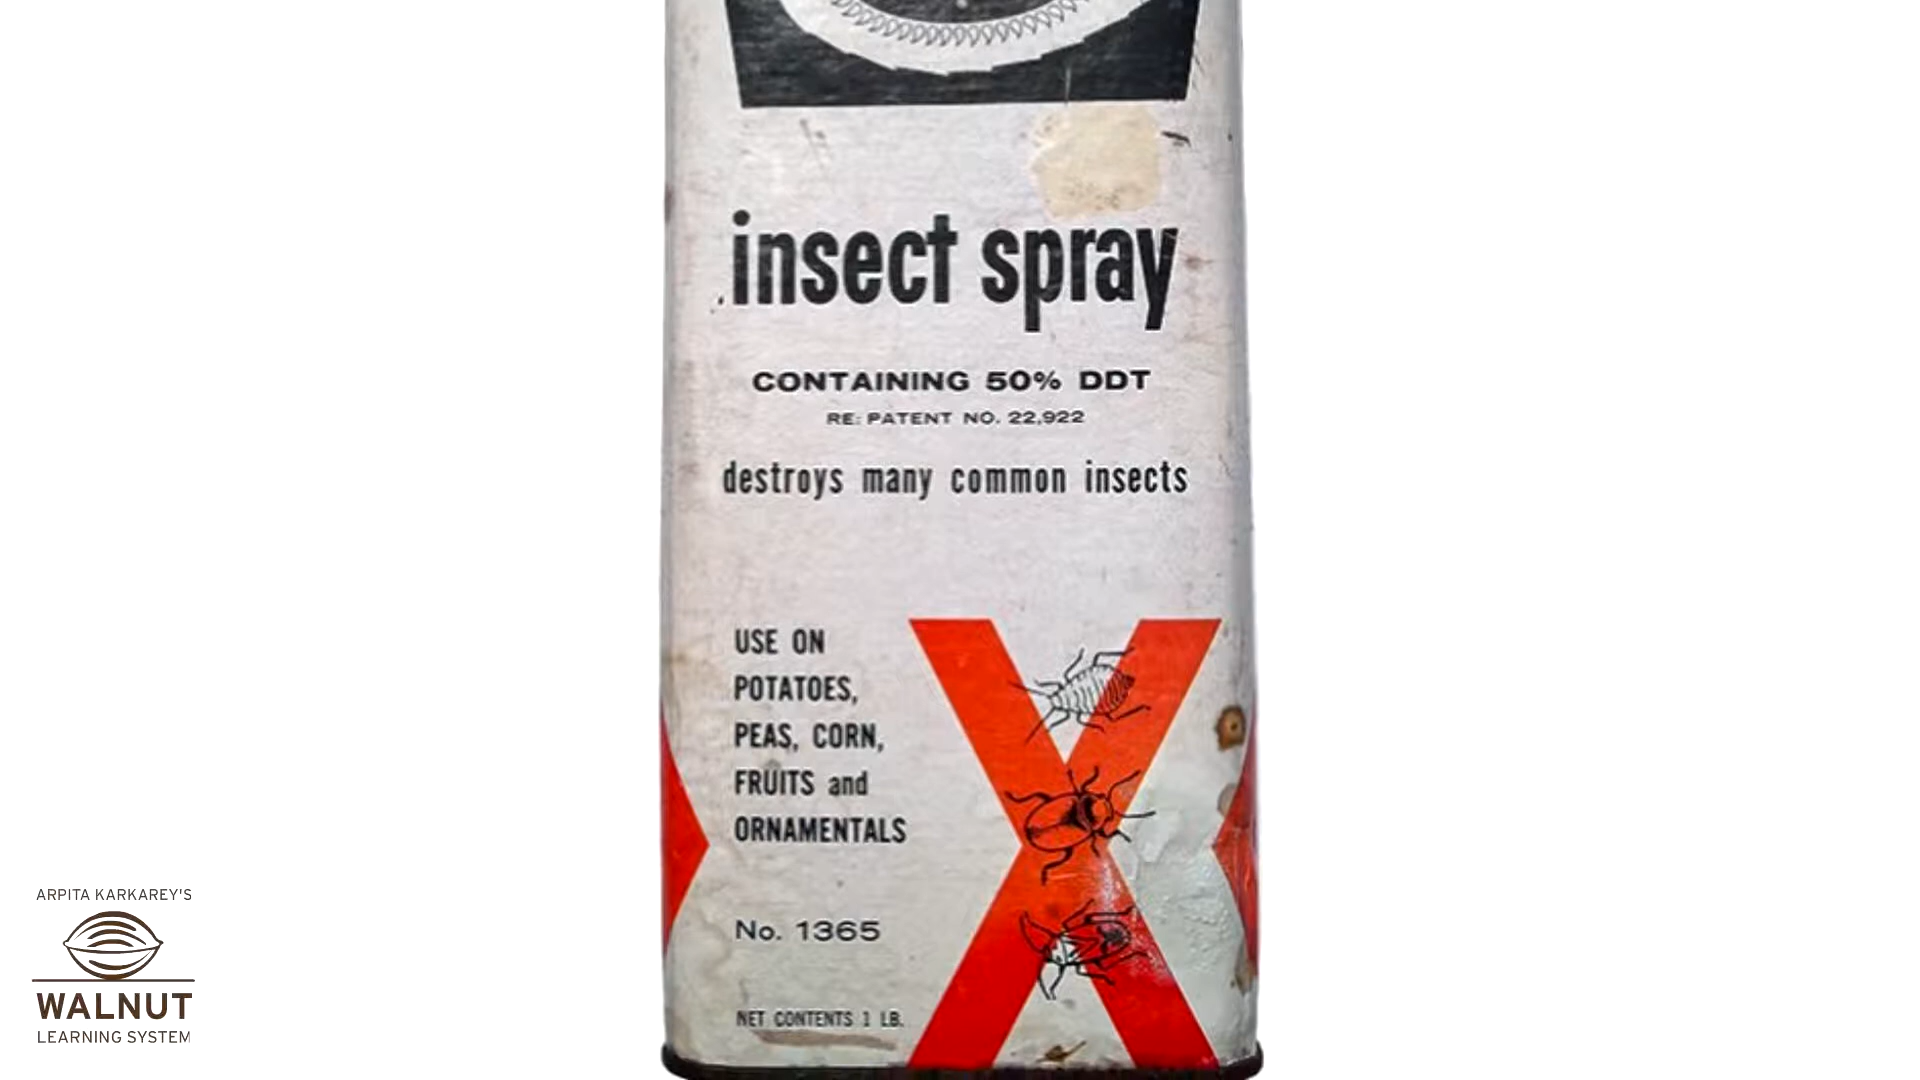 insect spray
CONTAINING 50% DDT
RE: PATENT NO. 22,922
destroys many common insects
USE ON
POTATOES,
PEAS, CORN,
FRUITS and
ORNAMENTALS
No. 1365
NET CONTENTS 1 LB.
ARPITA KARKAREY'S
WALNUT
LEARNING SYSTEM